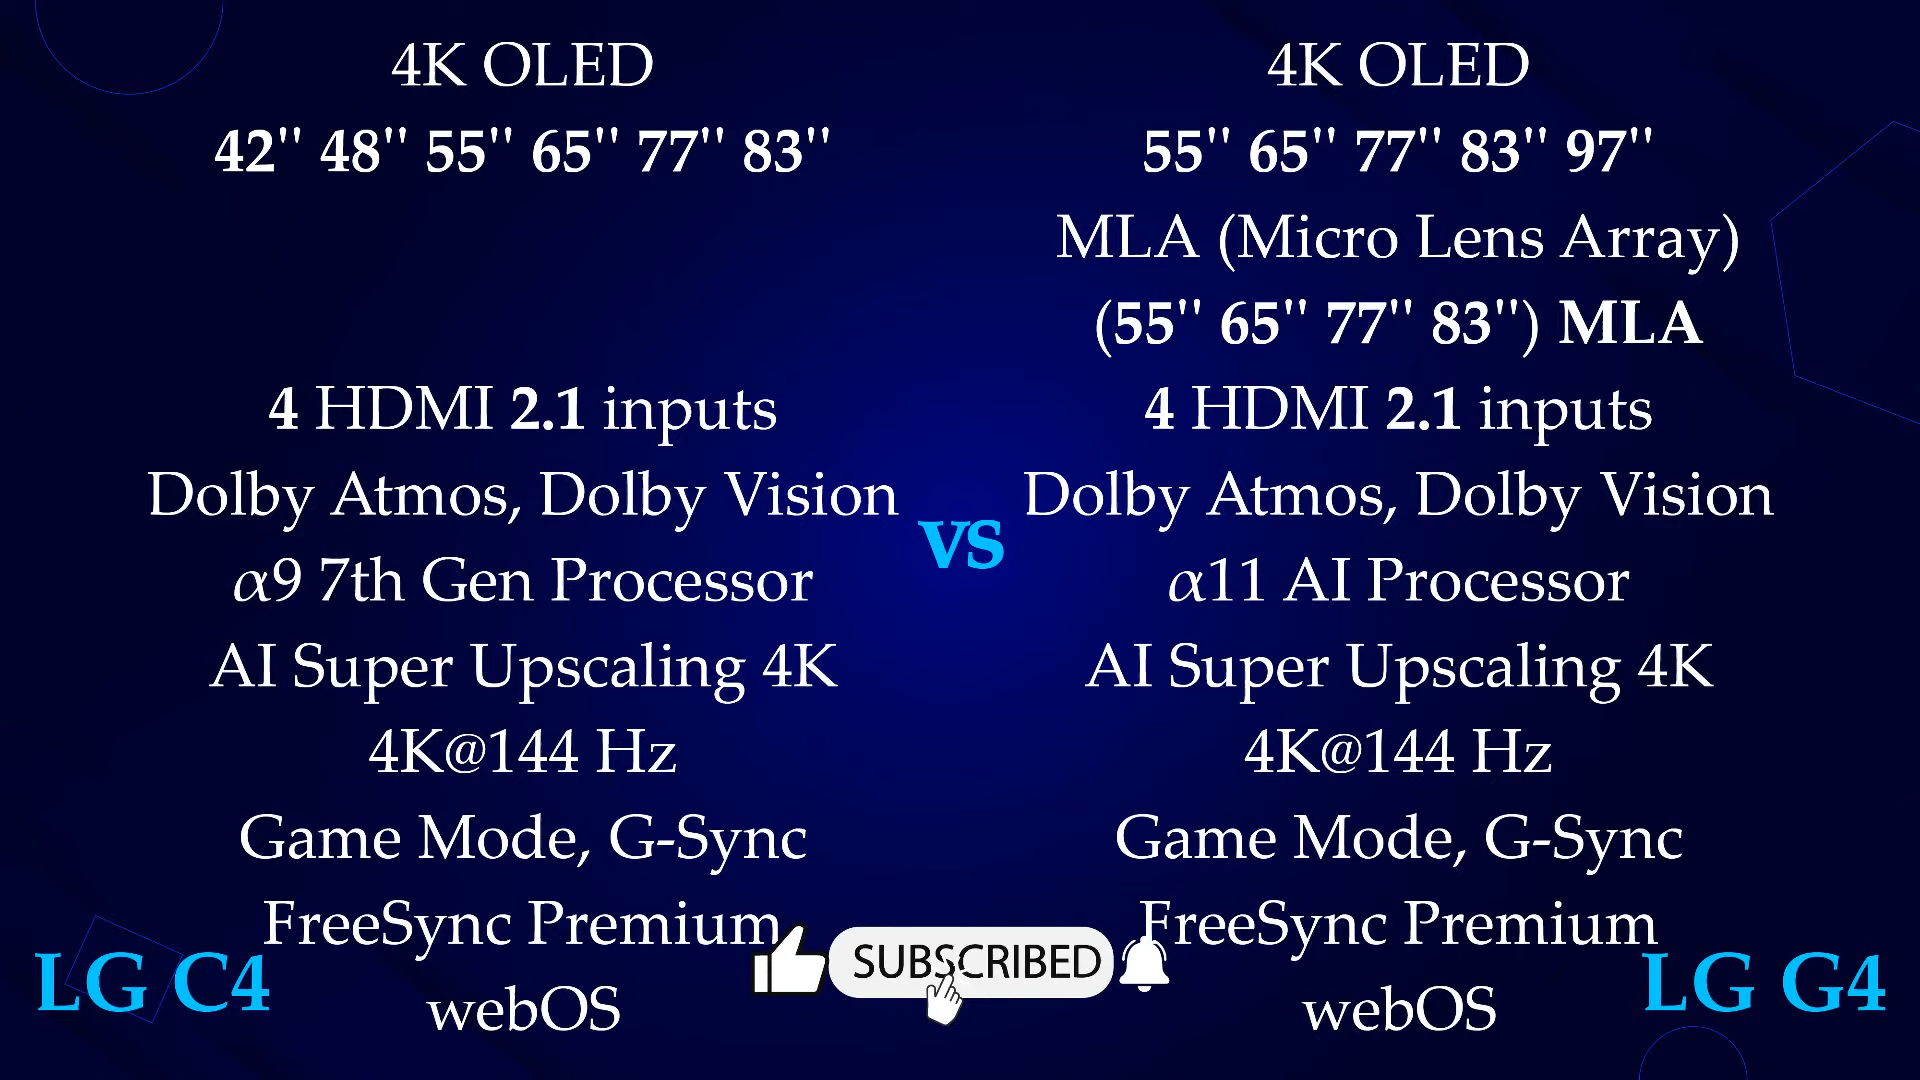 4K OLED
42" 48" 55" 65" 77" 83"
4 HDMI 2.1 inputs
Dolby Atmos, Dolby Vision
α9 7th Gen Processor
AI Super Upscaling 4K
4K@144 Hz
Game Mode, G-Sync
FreeSync Premium
webOS
LG C4
vs
4K OLED
55" 65" 77" 83" 97"
MLA (Micro Lens Array)
(55" 65" 77" 83") MLA
4 HDMI 2.1 inputs
Dolby Atmos, Dolby Vision
α11 AI Processor
AI Super Upscaling 4K
4K@144 Hz
Game Mode, G-Sync
FreeSync Premium
webOS
LG G4
SUBSCRIBED